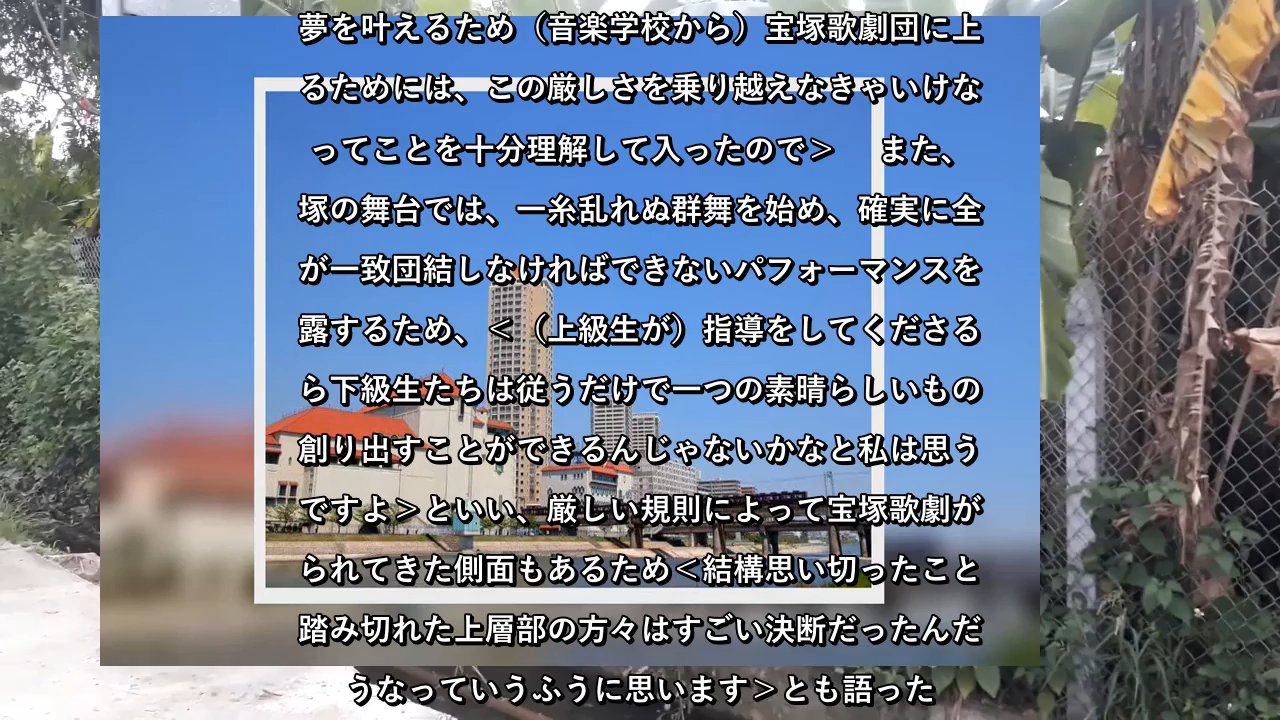 夢を叶えるため（音楽学校から）宝塚歌劇団に上
るためには、この厳しさを乗り越えなきゃいけな
ってことを十分理解して入ったので＞　また、
塚の舞台では、一糸乱れぬ群舞を始め、確実に全
が一致団結しなければできないパフォーマンスを
露するため、＜（上級生が）指導をしてくださる
ら下級生たちは従うだけで一つの素晴らしいもの
創り出すことができるんじゃないかなと私は思う
ですよ＞といい、厳しい規則によって宝塚歌劇が
られてきた側面もあるため＜結構思い切ったこと
踏み切れた上層部の方々はすごい決断だったんだ
うなっていうふうに思います＞とも語った